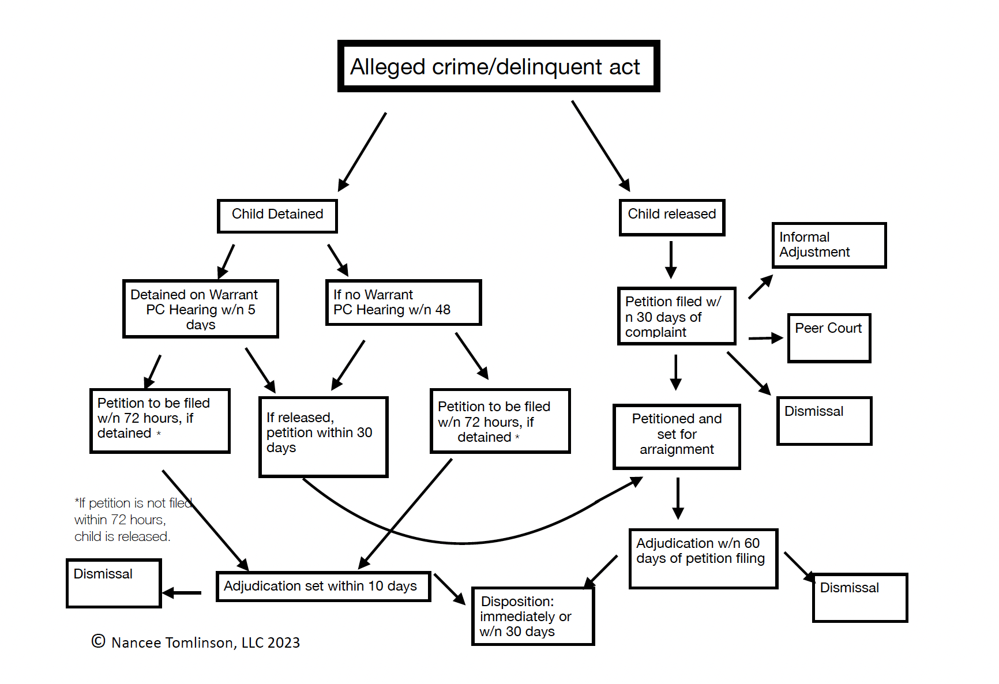 Alleged crime/delinquent act
Child Detained
Child released
Informal
Adjustment
Detained on Warrant
PC Hearing w/n 5
days
If no Warrant
PC Hearing w/n 48
Petition filed w/
n 30 days of
complaint
Peer Court
Petition to be filed
w/n 72 hours, if
detained *
If released,
petition within 30
days
Petition to be filed
w/n 72 hours, if
detained *
Petitioned and
set for
arraignment
Dismissal
*If petition is not filed
within 72 hours,
child is released.
Adjudication w/n 60
days of petition filing
Dismissal
Adjudication set within 10 days
Disposition:
immediately or
w/n 30 days
Dismissal
© Nancee Tomlinson, LLC 2023